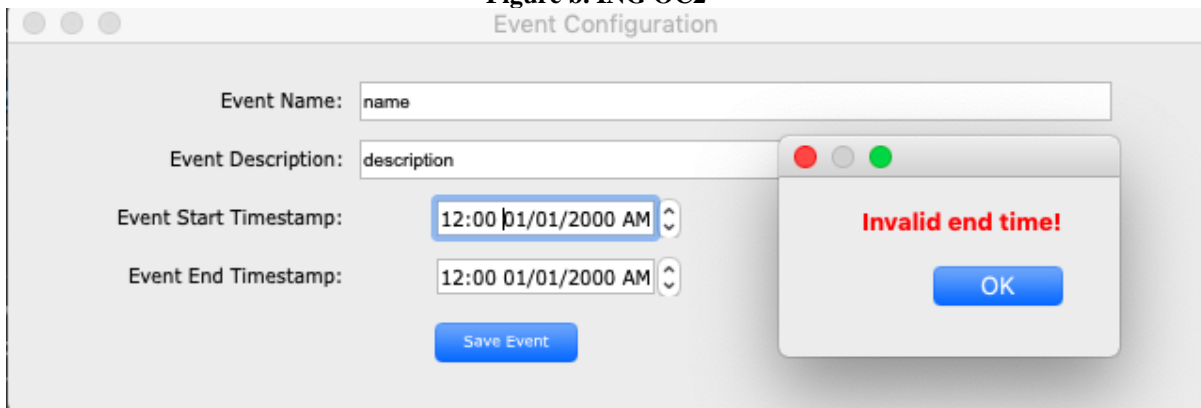 Event Configuration
Event Name: name
Event Description: description
Event Start Timestamp: 12:00 01/01/2000 AM
Event End Timestamp: 12:00 01/01/2000 AM
Save Event
Invalid end time!
OK